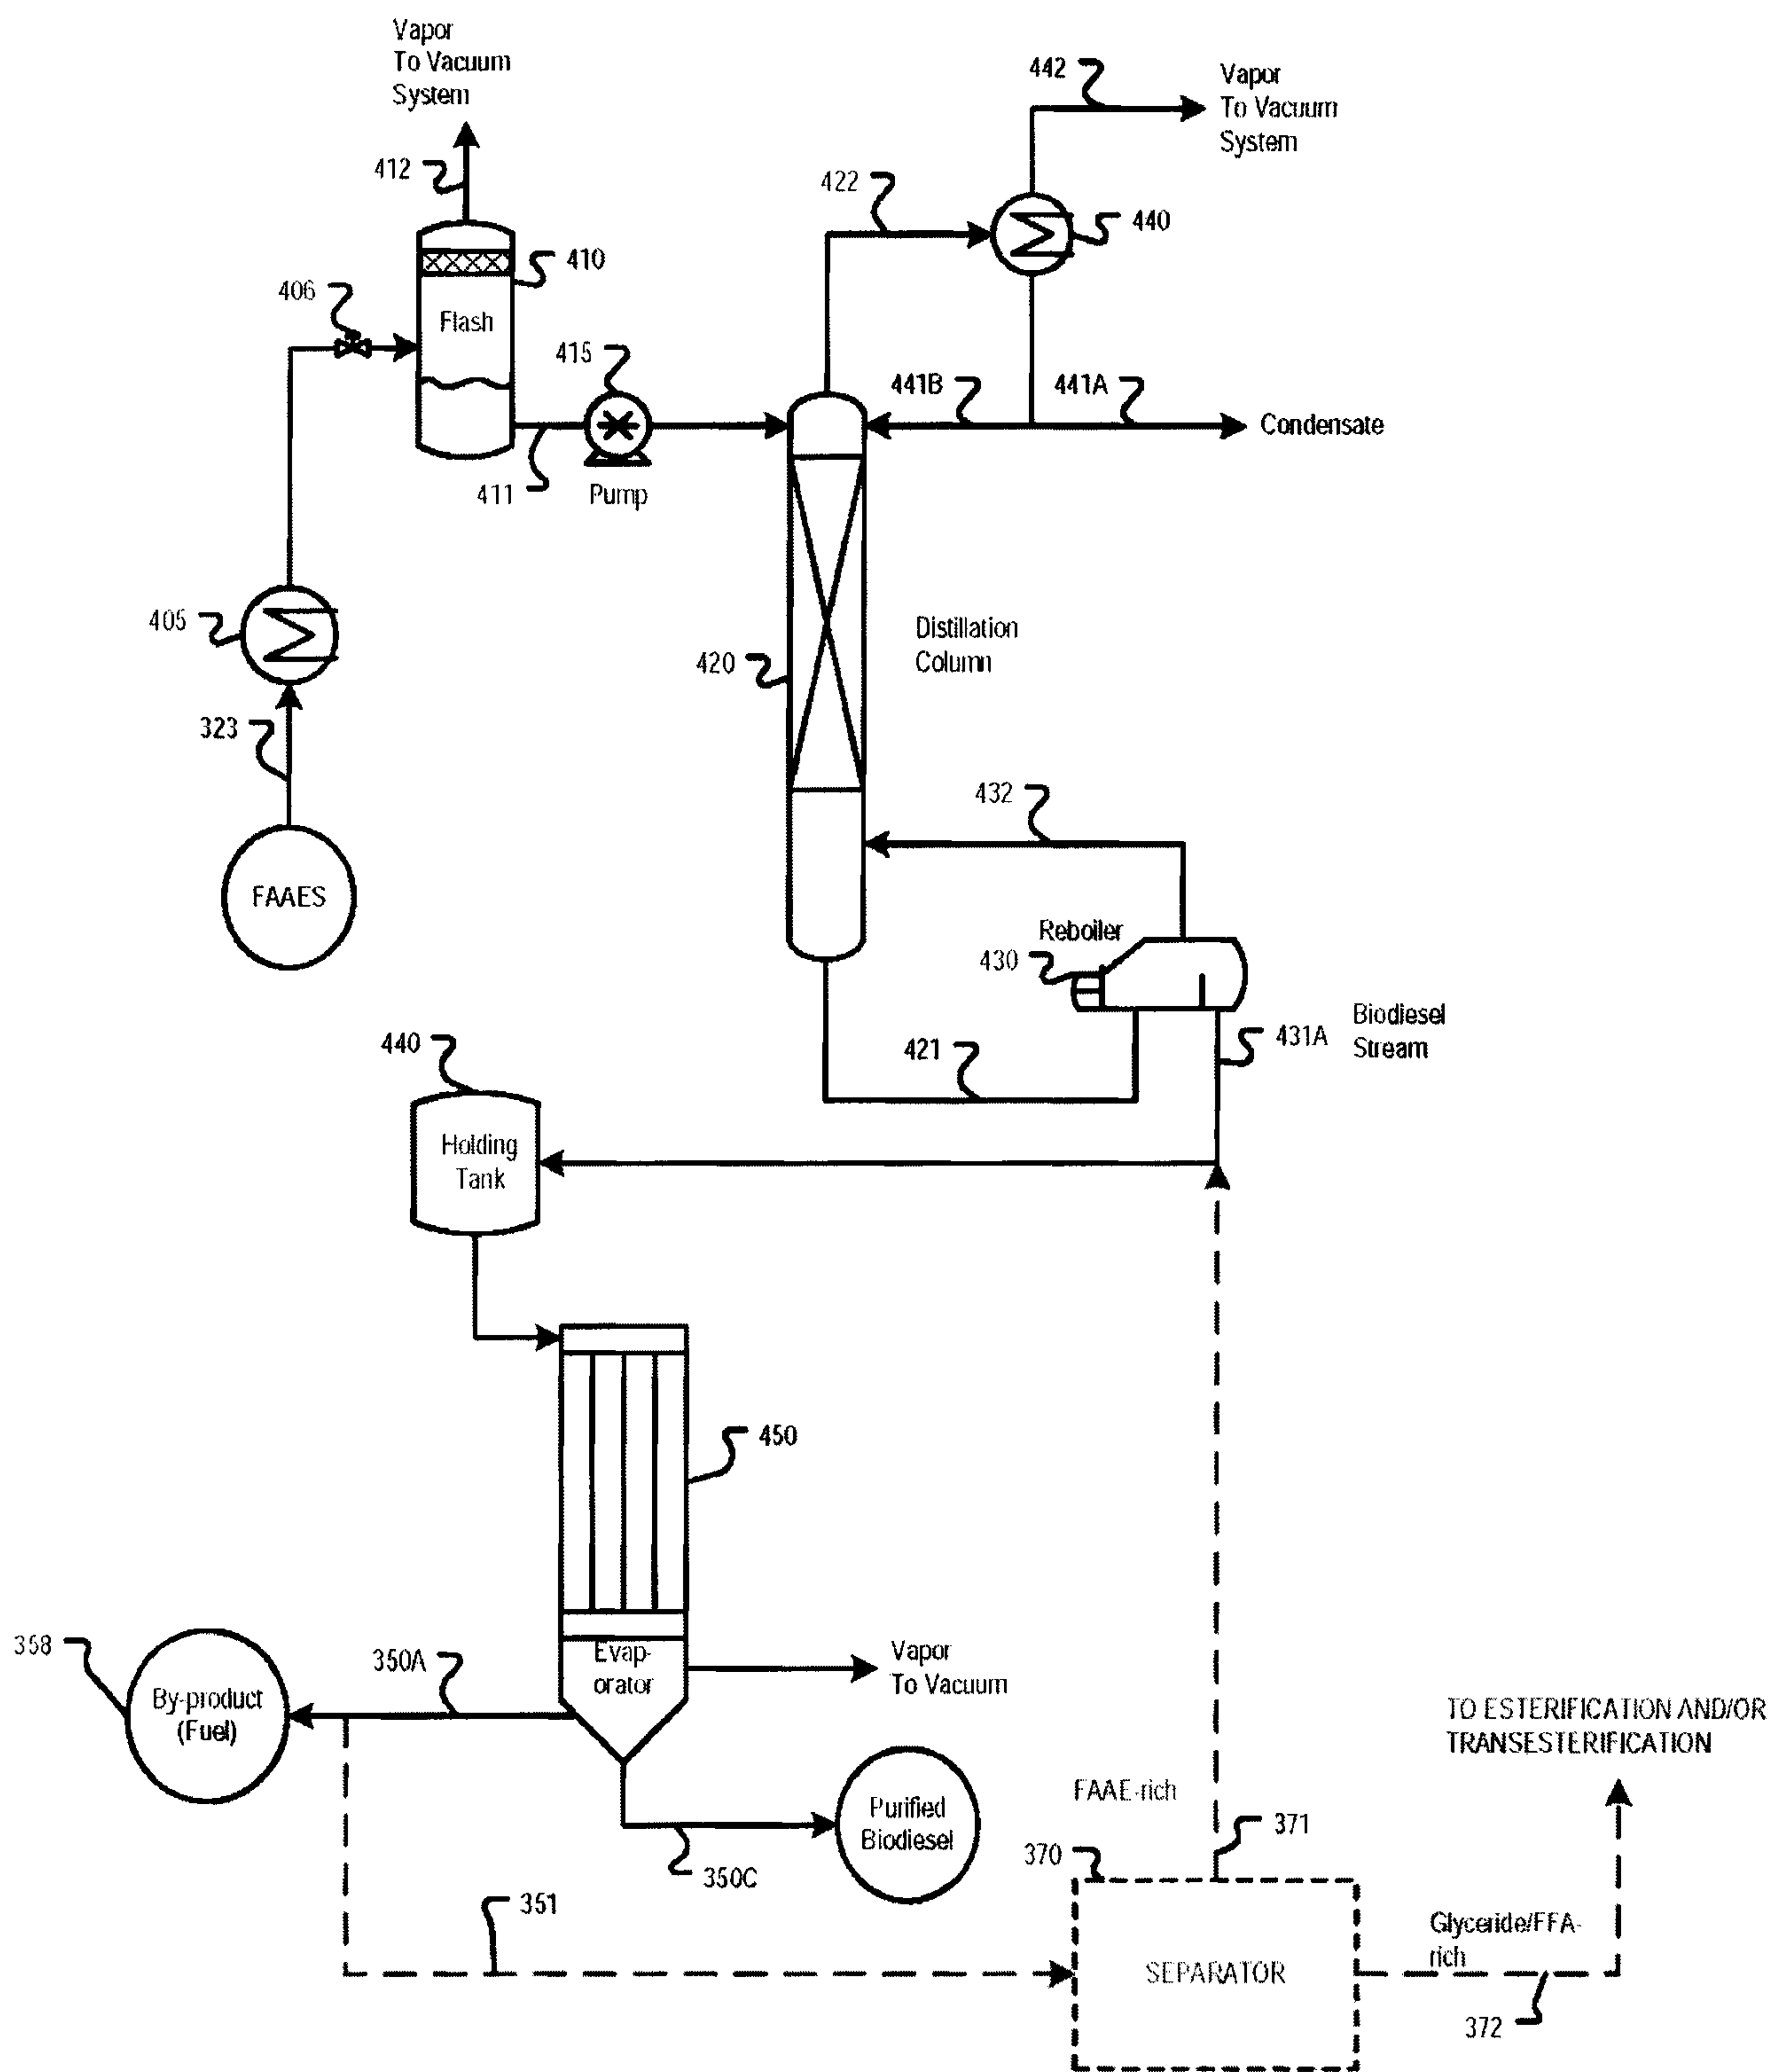 Vapor
To Vacuum
System
442
Vapor
To Vacuum
System
412
422
440
410
406
Flash
415
441B
441A
Condensate
411
Pump
405
Distillation
Column
420
323
432
FAAES
Reboiler
430
Biodiesel
Stream
431A
440
421
Holding
Tank
450
358
350A
Evap-
orator
Vapor
To Vacuum
By-product
(Fuel)
TO ESTERIFICATION AND/OR
TRANSESTERIFICATION
FAAE-rich
Purified
Biodiesel
371
370
350C
351
Glyceride/FFA-
rich
SEPARATOR
372